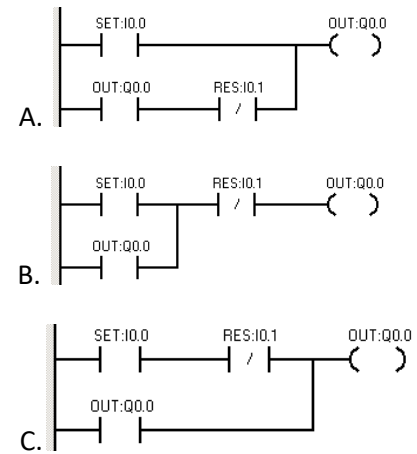 SET:I0.0 OUT:Q0.0
OUT:Q0.0 RES:I0.1
A.
SET:I0.0 RES:I0.1 OUT:Q0.0
OUT:Q0.0
B.
SET:I0.0 RES:I0.1 OUT:Q0.0
OUT:Q0.0
C.